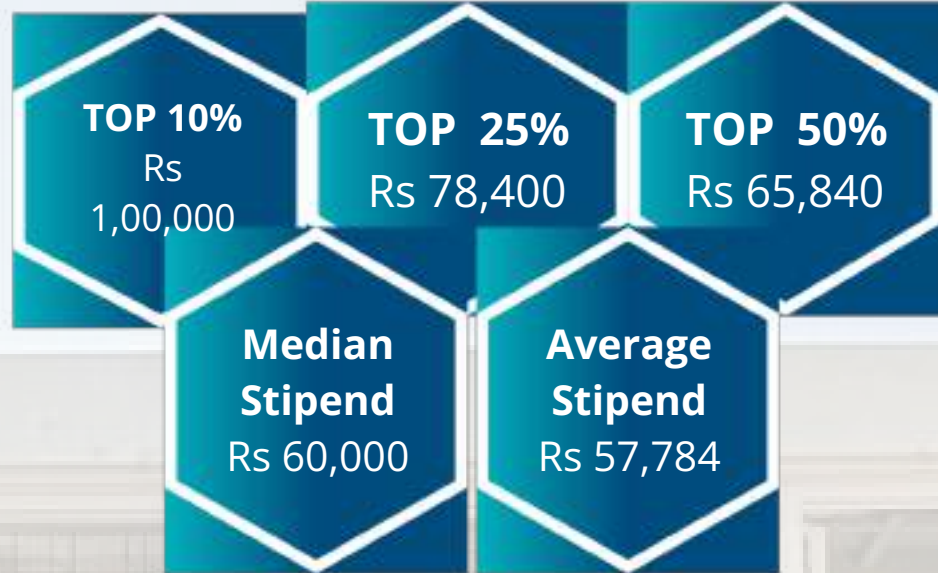 TOP 10%
Rs
1,00,000
TOP 25%
Rs 78,400
TOP 50%
Rs 65,840
Median
Stipend
Rs 60,000
Average
Stipend
Rs 57,784